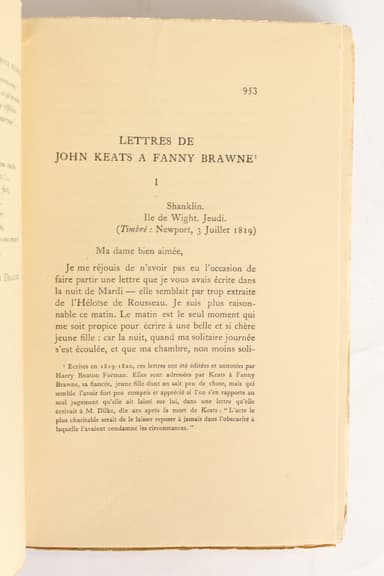 953
LETTRES DE
JOHN KEATS A FANNY BRAWNE¹
I
Shanklin.
Ile de Wight. Jeudi.
(Timbré : Newport, 3 Juillet 1819)
Ma dame bien aimée,
Je me réjouis de n'avoir pas eu l'occasion de
faire partir une lettre que je vous avais écrite dans
la nuit de Mardi — elle semblait par trop extraite
de l'Héloïse de Rousseau. Je suis plus raison-
nable ce matin. Le matin est le seul moment qui
me soit propice pour écrire à une belle et si chère
jeune fille : car la nuit, quand ma solitaire journée
s'est écoulée, et que ma chambre, non moins soli-
¹ Ecrites en 1819-1820, ces lettres ont été éditées et annotées par
Harry Buxton Forman. Elles sont adressées par Keats à Fanny
Brawne, sa fiancée, jeune fille dont on sait peu de chose, mais qui
semble l'avoir fort peu compris et apprécié si l'on s'en rapporte au
seul jugement qu'elle ait laissé sur lui, dans une lettre qu'elle
écrivait à M. Dilke, dix ans après la mort de Keats : “ L'acte le
plus charitable serait de le laisser reposer à jamais dans l'obscurité à
laquelle l'avaient condamné les circonstances. ”